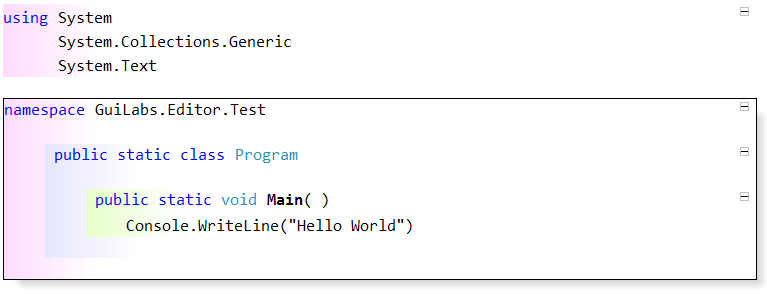 using System
System.Collections.Generic
System.Text
namespace GuiLabs.Editor.Test
public static class Program
public static void Main( )
Console.WriteLine("Hello World")